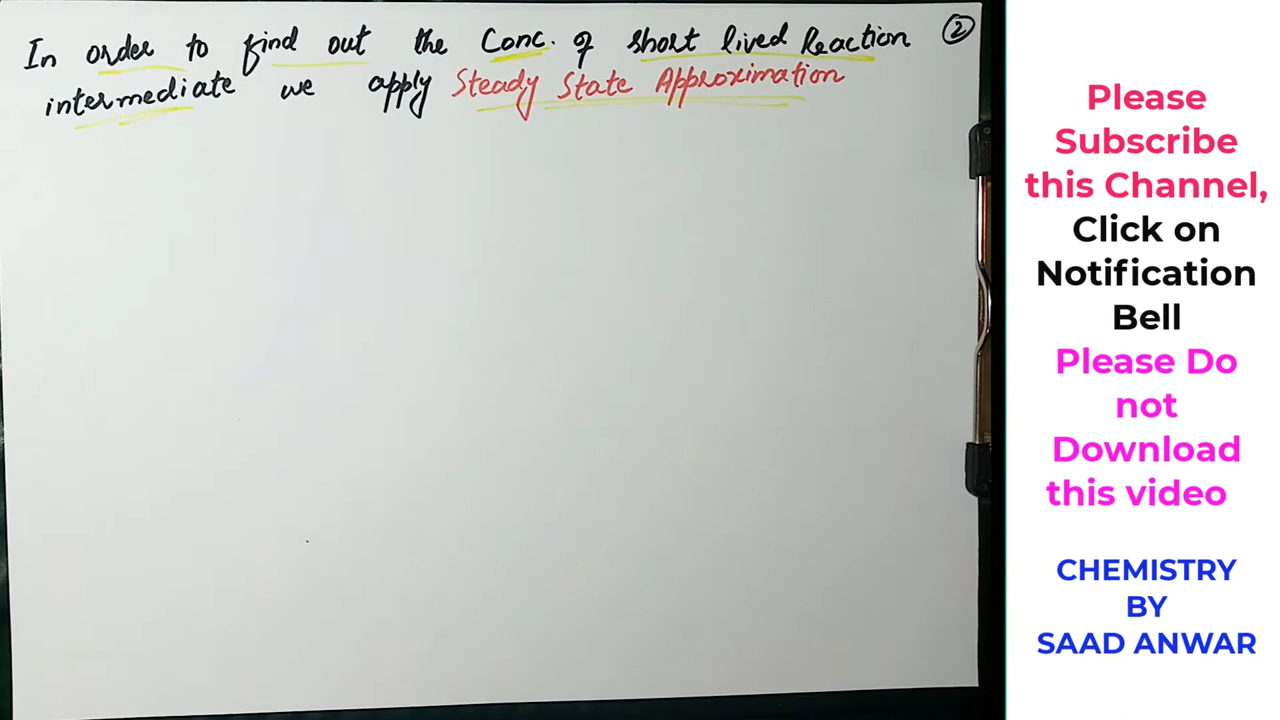 In order to find out the Conc. of short lived Reaction ②
intermediate we apply Steady State Approximation
Please
Subscribe
this Channel,
Click on
Notification
Bell
Please Do
not
Download
this video
CHEMISTRY
BY
SAAD ANWAR